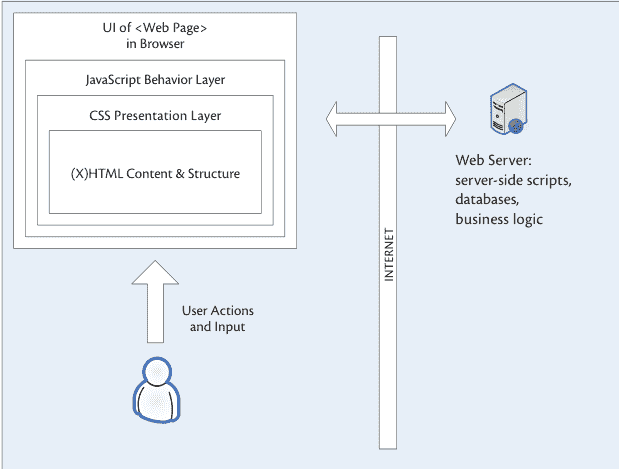 UI of <Web Page>
in Browser
JavaScript Behavior Layer
CSS Presentation Layer
(X)HTML Content & Structure
User Actions
and Input
INTERNET
Web Server:
server-side scripts,
databases,
business logic